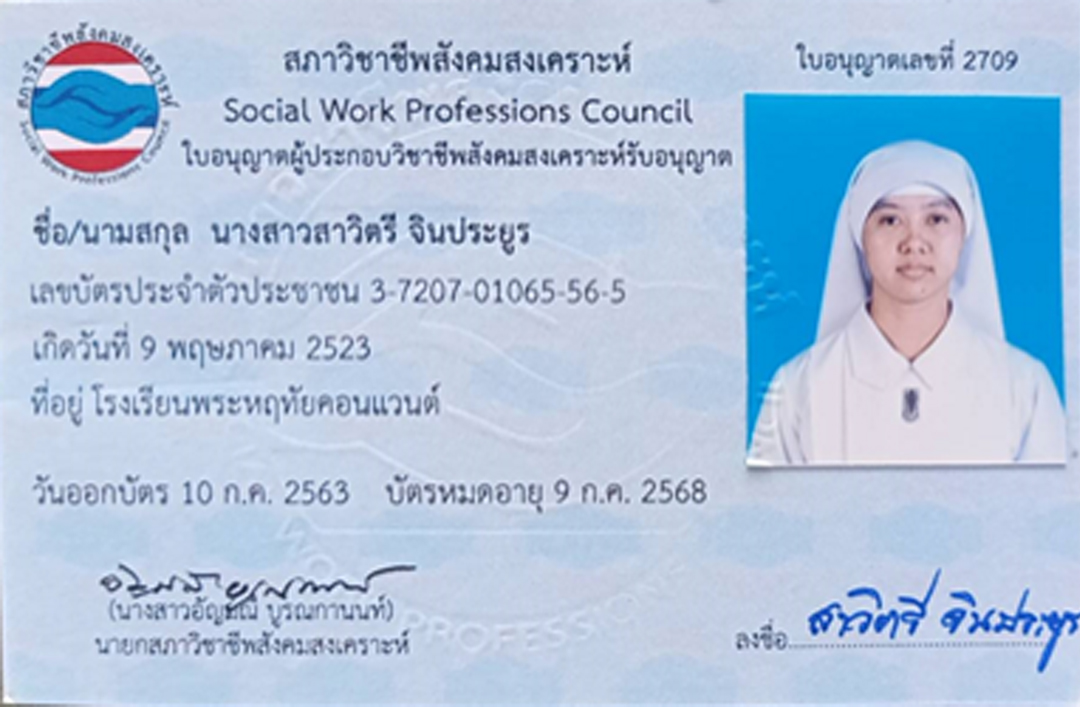 สภาวิชาชีพสังคมสงเคราะห์
Social Work Professions Council
สภาวิชาชีพสังคมสงเคราะห์
Social Work Professions Council
ใบอนุญาตผู้ประกอบวิชาชีพสังคมสงเคราะห์รับอนุญาต
ใบอนุญาตเลขที่ 2709
ชื่อ/นามสกุล นางสาวสาวิตรี จินประยูร
เลขบัตรประจำตัวประชาชน 3-7207-01065-56-5
เกิดวันที่ 9 พฤษภาคม 2523
ที่อยู่ โรงเรียนพระหฤทัยคอนแวนต์
วันออกบัตร 10 ก.ค. 2563 บัตรหมดอายุ 9 ก.ค. 2568
(นางสาวอัญมณี บูรณกานนท์)
นายกสภาวิชาชีพสังคมสงเคราะห์
ลงชื่อ สาวิตรี จินประยูร
PROFESSIONS